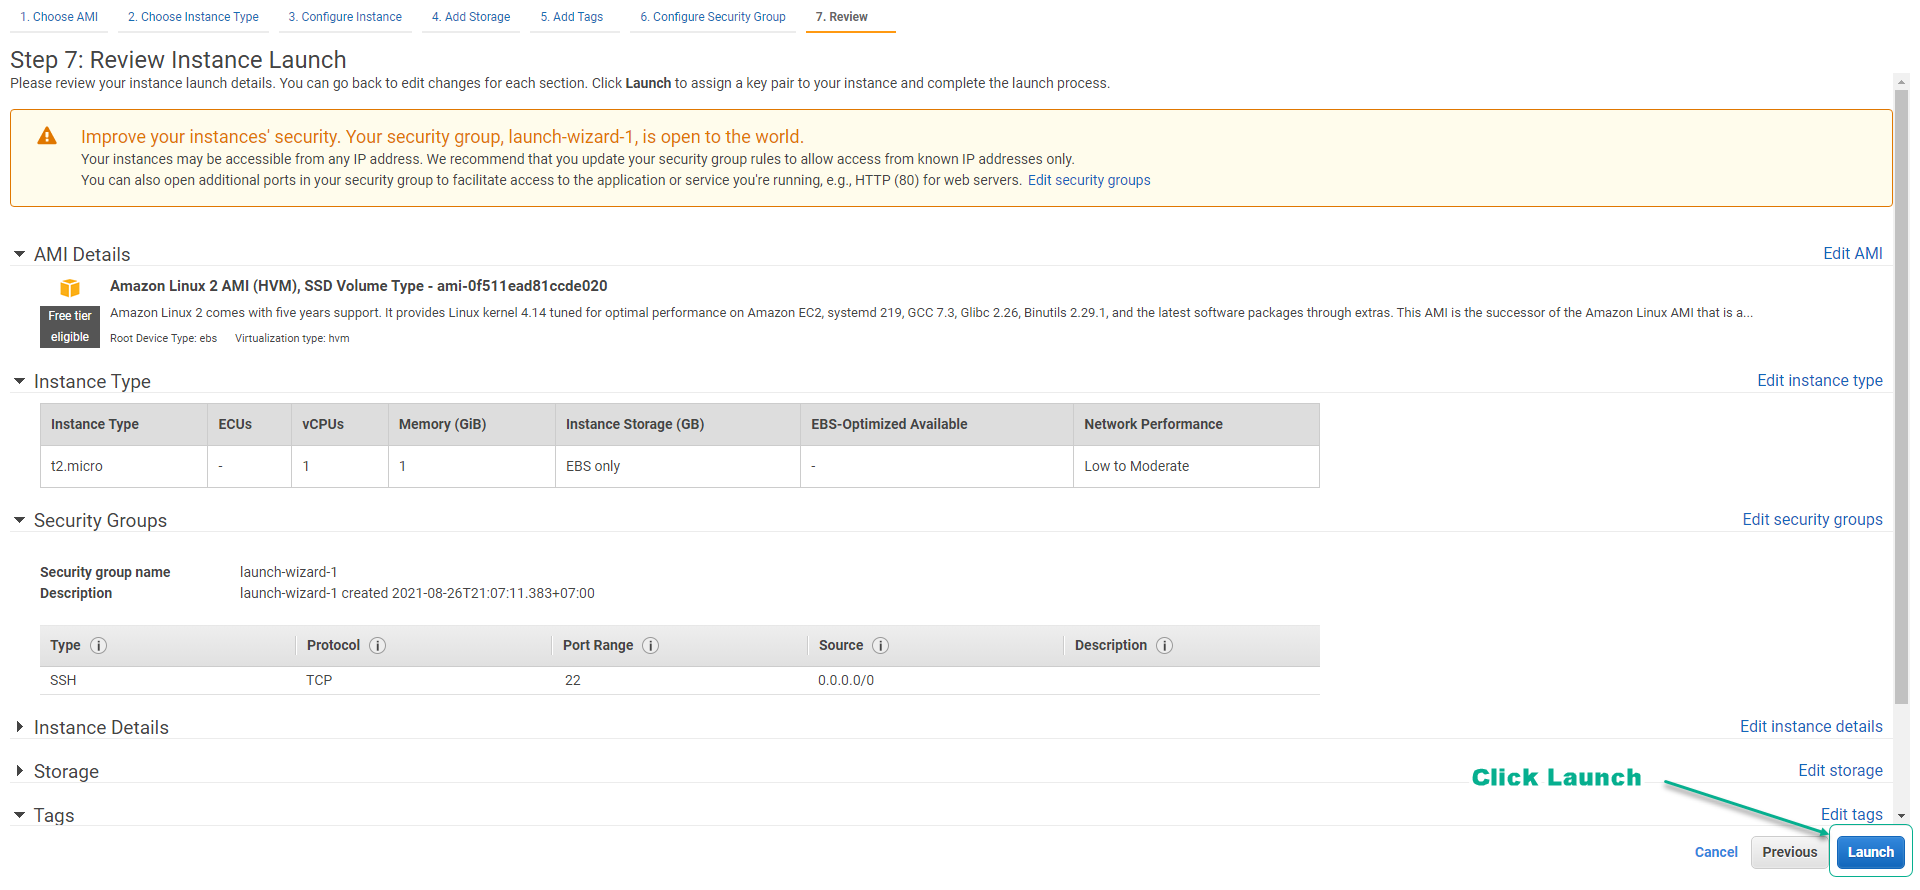 1. Choose AMI 2. Choose Instance Type 3. Configure Instance 4. Add Storage 5. Add Tags 6. Configure Security Group 7. Review
Step 7: Review Instance Launch
Please review your instance launch details. You can go back to edit changes for each section. Click Launch to assign a key pair to your instance and complete the launch process.
Improve your instances' security. Your security group, launch-wizard-1, is open to the world.
Your instances may be accessible from any IP address. We recommend that you update your security group rules to allow access from known IP addresses only.
You can also open additional ports in your security group to facilitate access to the application or service you're running, e.g., HTTP (80) for web servers. Edit security groups
AMI Details Edit AMI
Amazon Linux 2 AMI (HVM), SSD Volume Type - ami-0f511ead81ccde020
Free tier eligible
Amazon Linux 2 comes with five years support. It provides Linux kernel 4.14 tuned for optimal performance on Amazon EC2, systemd 219, GCC 7.3, Glibc 2.26, Binutils 2.29.1, and the latest software packages through extras. This AMI is the successor of the Amazon Linux AMI that is a...
Root Device Type: ebs Virtualization type: hvm
Instance Type Edit instance type
Instance Type ECUs vCPUs Memory (GiB) Instance Storage (GB) EBS-Optimized Available Network Performance
t2.micro - 1 1 EBS only - Low to Moderate
Security Groups Edit security groups
Security group name launch-wizard-1
Description launch-wizard-1 created 2021-08-26T21:07:11.383+07:00
Type i Protocol i Port Range i Source i Description i
SSH TCP 22 0.0.0.0/0
Instance Details Edit instance details
Storage Edit storage
Click Launch
Tags Edit tags
Cancel Previous Launch